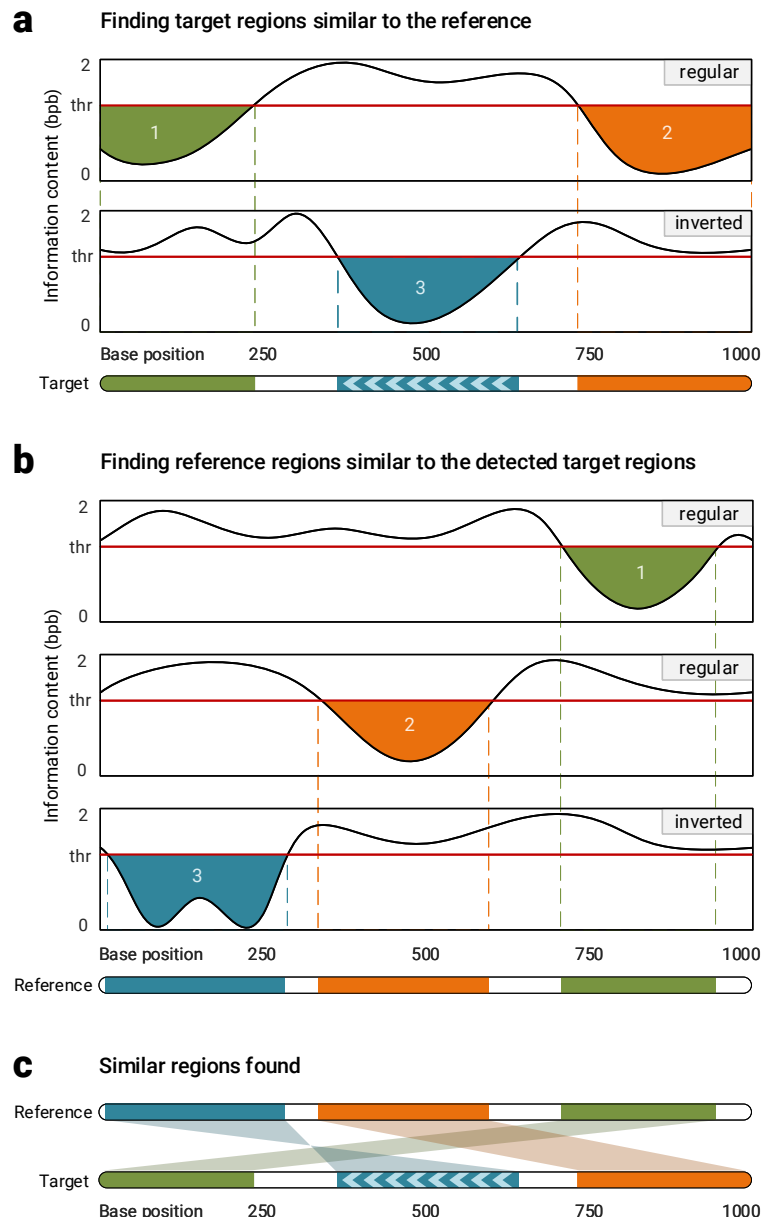 a Finding target regions similar to the reference
Information content (bpb)
2
thr
0
regular
1
2
2
thr
0
inverted
3
Base position 250 500 750 1000
Target
b Finding reference regions similar to the detected target regions
Information content (bpb)
2
thr
0
regular
1
2
thr
0
regular
2
2
thr
0
inverted
3
Base position 250 500 750 1000
Reference
c Similar regions found
Reference
Target
Base position 250 500 750 1000